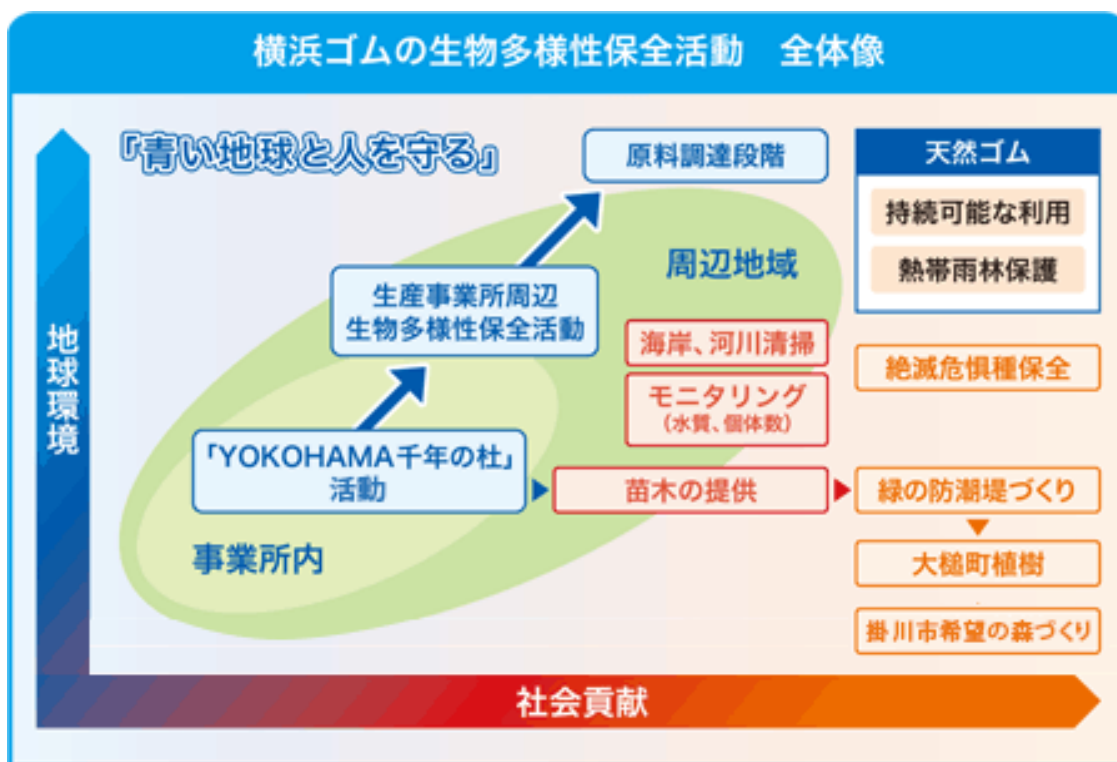 横浜ゴムの生物多様性保全活動　全体像
「青い地球と人を守る」
原料調達段階
天然ゴム
持続可能な利用
熱帯雨林保護
周辺地域
生産事業所周辺
生物多様性保全活動
海岸、河川清掃
モニタリング
（水質、個体数）
絶滅危惧種保全
「YOKOHAMA千年の杜」
活動
苗木の提供
緑の防潮堤づくり
事業所内
大槌町植樹
掛川市希望の森づくり
地球環境
社会貢献